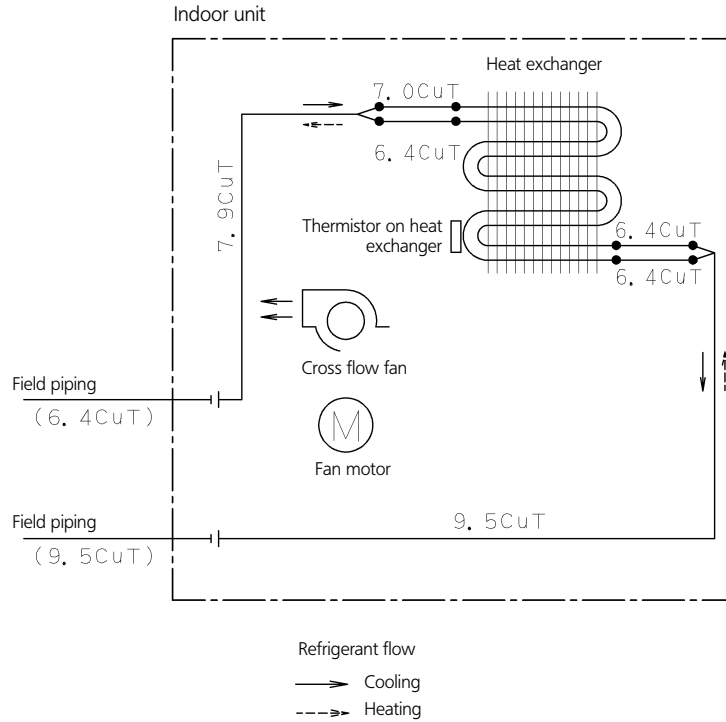 Indoor unit
Heat exchanger
7. 0CuT
6. 4CuT
7. 9CuT
Thermistor on heat
exchanger
6. 4CuT
6. 4CuT
Cross flow fan
Field piping
(6. 4CuT)
M
Fan motor
Field piping
(9. 5CuT)
9. 5CuT
Refrigerant flow
Cooling
Heating